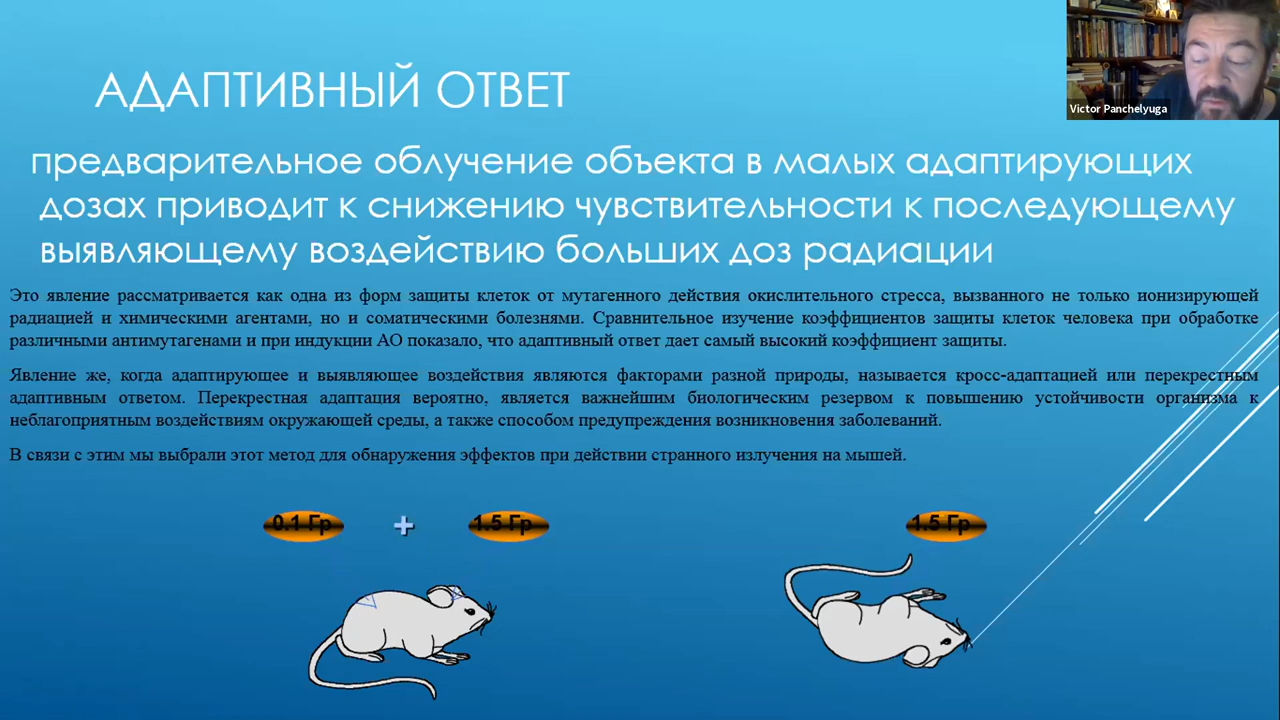 Victor Panchelyuga
АДАПТИВНЫЙ ОТВЕТ
предварительное облучение объекта в малых адаптирующих
дозах приводит к снижению чувствительности к последующему
выявляющему воздействию больших доз радиации
Это явление рассматривается как одна из форм защиты клеток от мутагенного действия окислительного стресса, вызванного не только ионизирующей
радиацией и химическими агентами, но и соматическими болезнями. Сравнительное изучение коэффициентов защиты клеток человека при обработке
различными антимутагенами и при индукции АО показало, что адаптивный ответ дает самый высокий коэффициент защиты.
Явление же, когда адаптирующее и выявляющее воздействия являются факторами разной природы, называется кросс-адаптацией или перекрестным
адаптивным ответом. Перекрестная адаптация вероятно, является важнейшим биологическим резервом к повышению устойчивости организма к
неблагоприятным воздействиям окружающей среды, а также способом предупреждения возникновения заболеваний.
В связи с этим мы выбрали этот метод для обнаружения эффектов при действии странного излучения на мышей.
0.1 Гр + 1.5 Гр 1.5 Гр